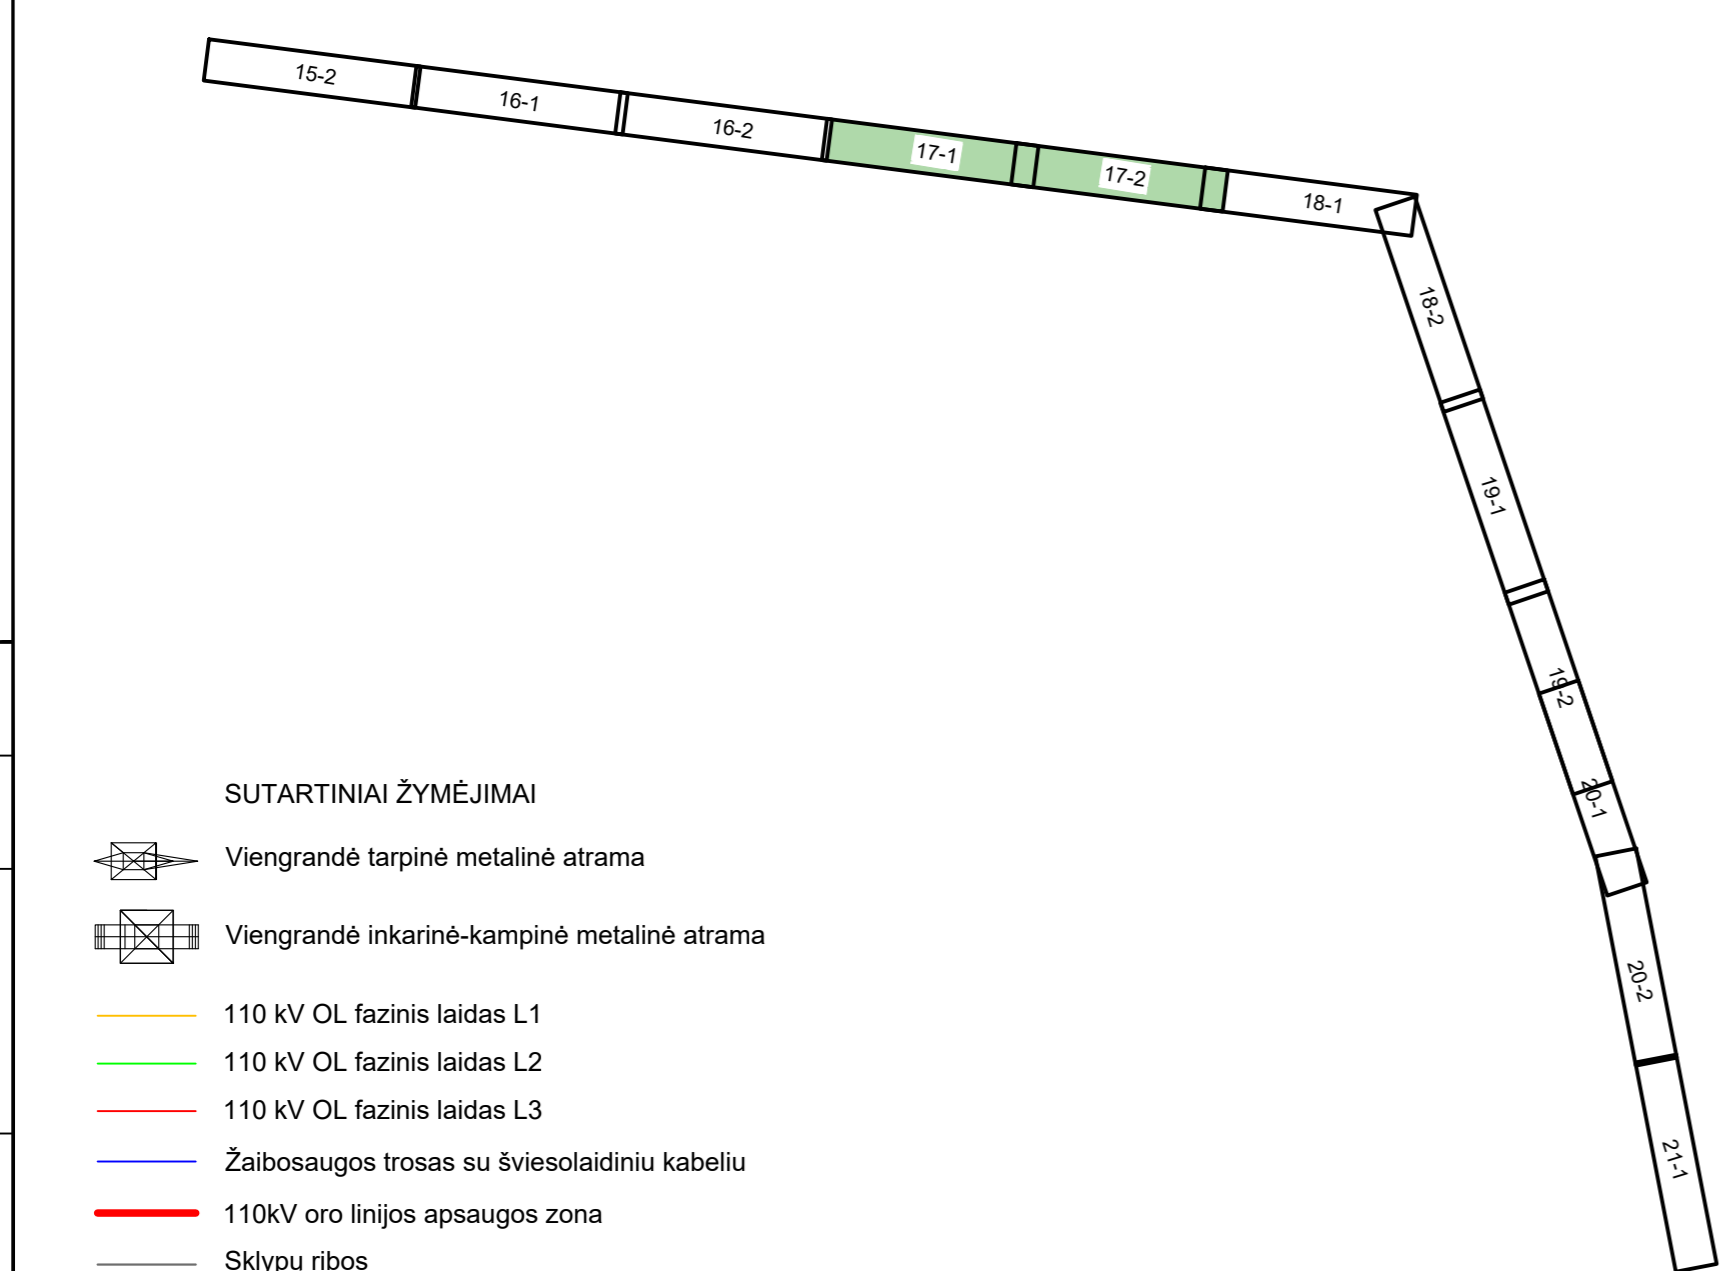 15-2
16-1
16-2
17-1
17-2
18-1
18-2
19-1
19-2
20-1
20-2
21-1
SUTARTINIAI ŽYMĖJIMAI
Viengrandė tarpinė metalinė atrama
Viengrandė inkarinė-kampinė metalinė atrama
110 kV OL fazinis laidas L1
110 kV OL fazinis laidas L2
110 kV OL fazinis laidas L3
Žaibosaugos trosas su šviesolaidiniu kabeliu
110kV oro linijos apsaugos zona
Sklypų ribos